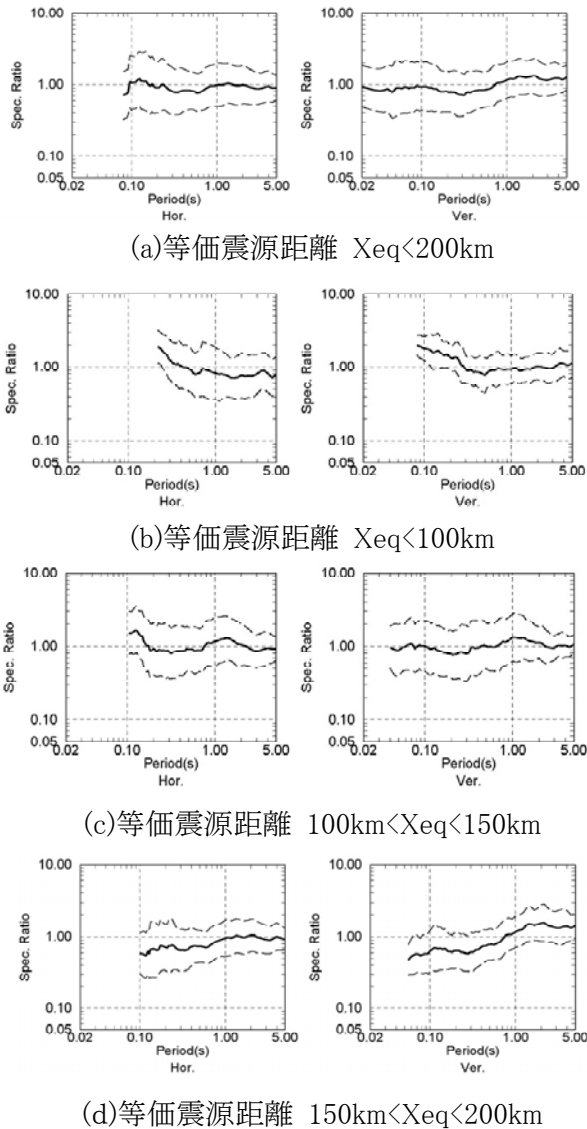 10.00 10.00
Spec. Ratio 1.00 Spec. Ratio 1.00
0.10 0.10
0.05 0.05
0.02 0.10 1.00 5.00 0.02 0.10 1.00 5.00
Period(s) Period(s)
Hor. Ver.
(a)等価震源距離 Xeq<200km
10.00 10.00
Spec. Ratio 1.00 Spec. Ratio 1.00
0.10 0.10
0.05 0.05
0.02 0.10 1.00 5.00 0.02 0.10 1.00 5.00
Period(s) Period(s)
Hor. Ver.
(b)等価震源距離 Xeq<100km
10.00 10.00
Spec. Ratio 1.00 Spec. Ratio 1.00
0.10 0.10
0.05 0.05
0.02 0.10 1.00 5.00 0.02 0.10 1.00 5.00
Period(s) Period(s)
Hor. Ver.
(c)等価震源距離 100km<Xeq<150km
10.00 10.00
Spec. Ratio 1.00 Spec. Ratio 1.00
0.10 0.10
0.05 0.05
0.02 0.10 1.00 5.00 0.02 0.10 1.00 5.00
Period(s) Period(s)
Hor. Ver.
(d)等価震源距離 150km<Xeq<200km